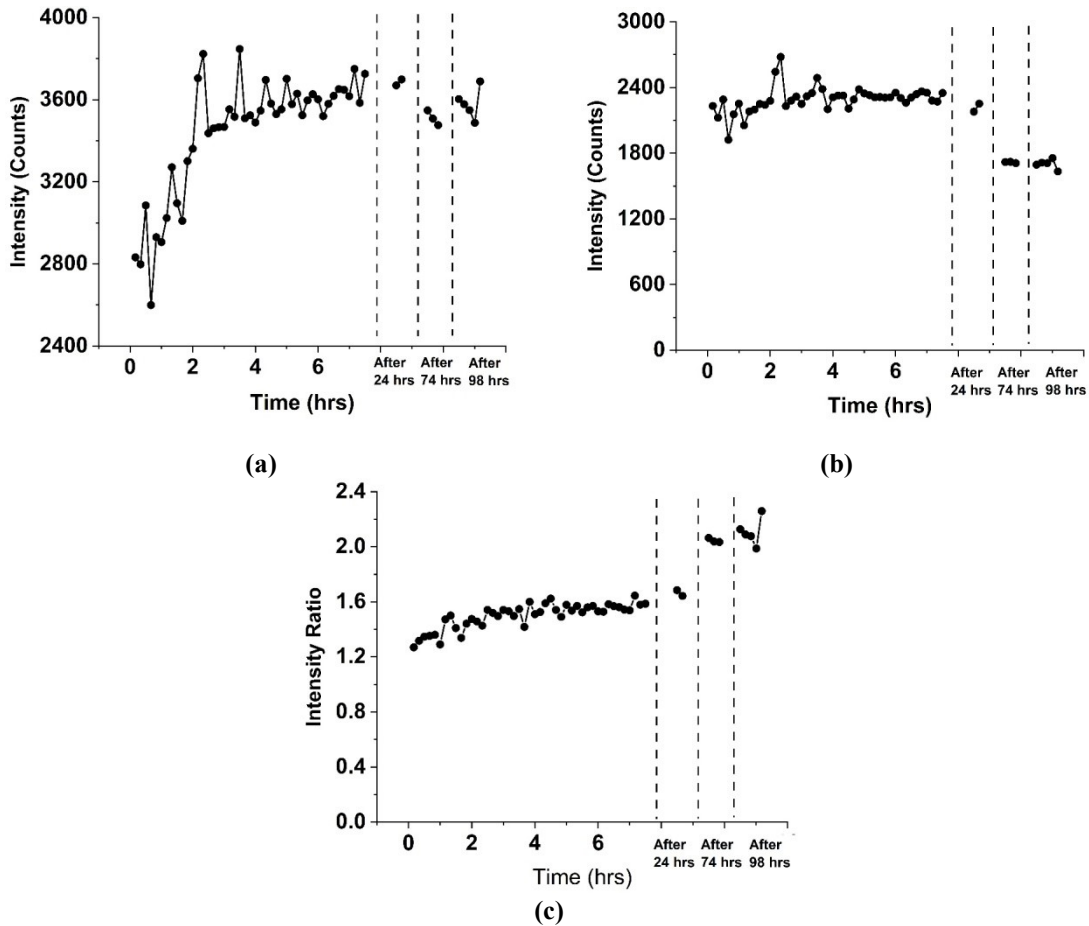 4000
3600
3200
2800
2400
Intensity (Counts)
0
2
4
6
After
24 hrs
After
74 hrs
After
98 hrs
Time (hrs)
(a)
3000
2400
1800
1200
600
0
Intensity (Counts)
0
2
4
6
After
24 hrs
After
74 hrs
After
98 hrs
Time (hrs)
(b)
2.4
2.0
1.6
1.2
0.8
0.4
0.0
Intensity Ratio
0
2
4
6
After
24 hrs
After
74 hrs
After
98 hrs
Time (hrs)
(c)